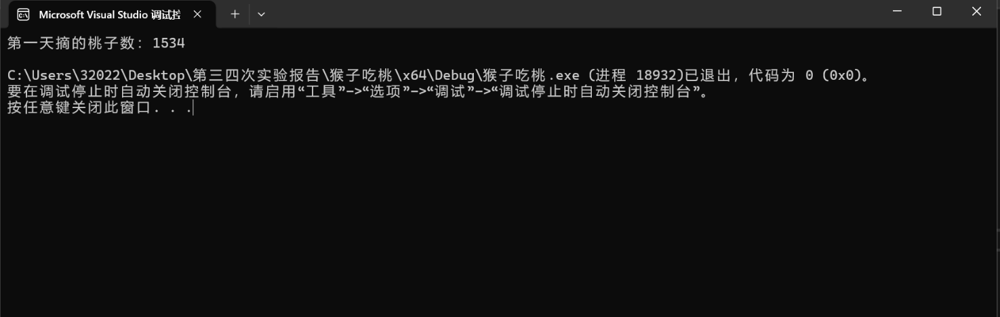 Microsoft Visual Studio 调试控
第一天摘的桃子数：1534
C:\Users\32022\Desktop\第三四次实验报告\猴子吃桃\x64\Debug\猴子吃桃.exe (进程 18932)已退出，代码为 0 (0x0)。
要在调试停止时自动关闭控制台，请启用“工具”->“选项”->“调试”->“调试停止时自动关闭控制台”。
按任意键关闭此窗口. . .